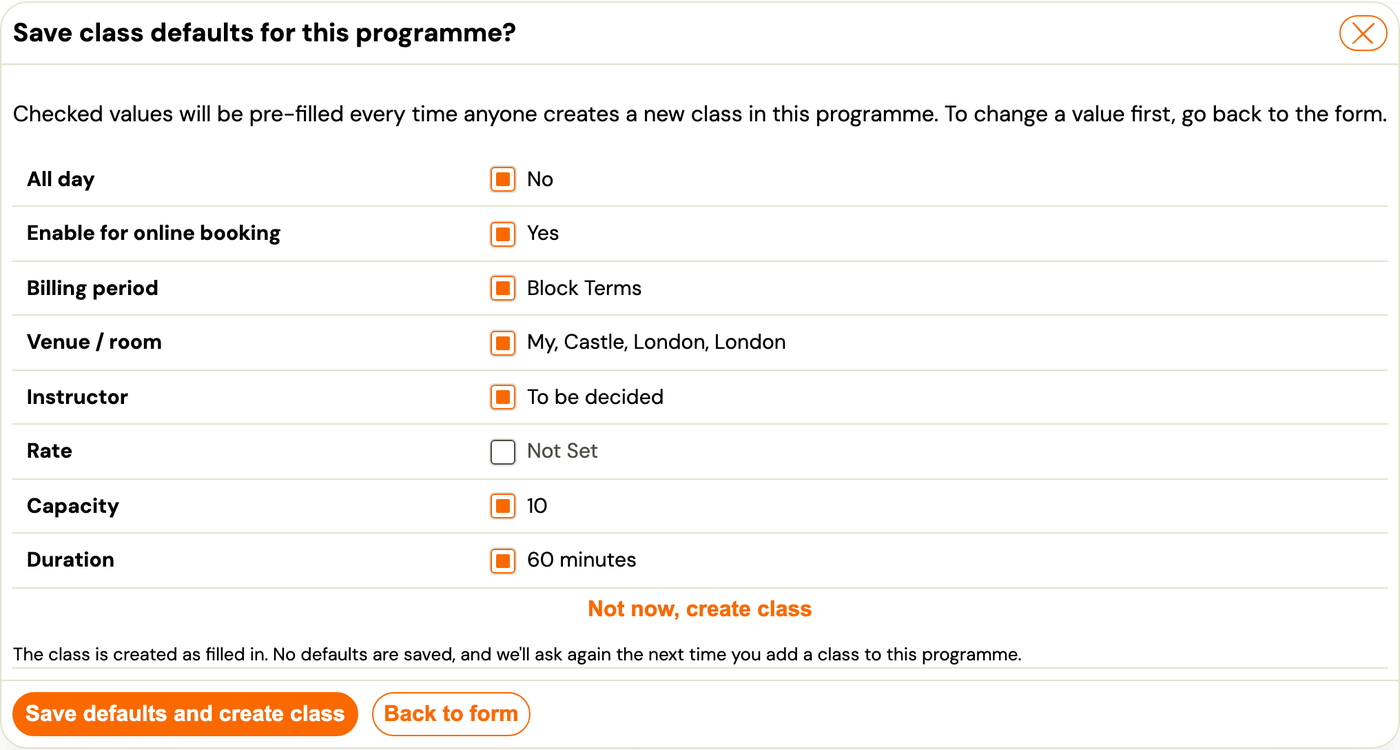 Save class defaults for this programme?
Checked values will be pre-filled every time anyone creates a new class in this programme. To change a value first, go back to the form.
All day No
Enable for online booking Yes
Billing period Block Terms
Venue / room My, Castle, London, London
Instructor To be decided
Rate Not Set
Capacity 10
Duration 60 minutes
Not now, create class
The class is created as filled in. No defaults are saved, and we'll ask again the next time you add a class to this programme.
Save defaults and create class Back to form